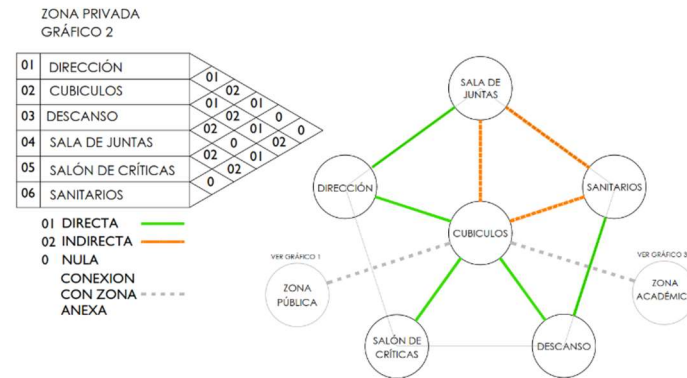 ZONA PRIVADA
GRÁFICO 2
01 DIRECCIÓN
02 CUBICULOS
03 DESCANSO
04 SALA DE JUNTAS
05 SALÓN DE CRÍTICAS
06 SANITARIOS
01
02
01 01
02 0
02 01 0
0 02
02 01
02
0
01 DIRECTA
02 INDIRECTA
0 NULA
CONEXION
CON ZONA
ANEXA
SALA DE
JUNTAS
DIRECCIÓN
SANITARIOS
CUBICULOS
VER GRÁFICO 1
ZONA
PÚBLICA
VER GRÁFICO 3
ZONA
ACADÉMIC
SALÓN DE
CRÍTICAS
DESCANSO